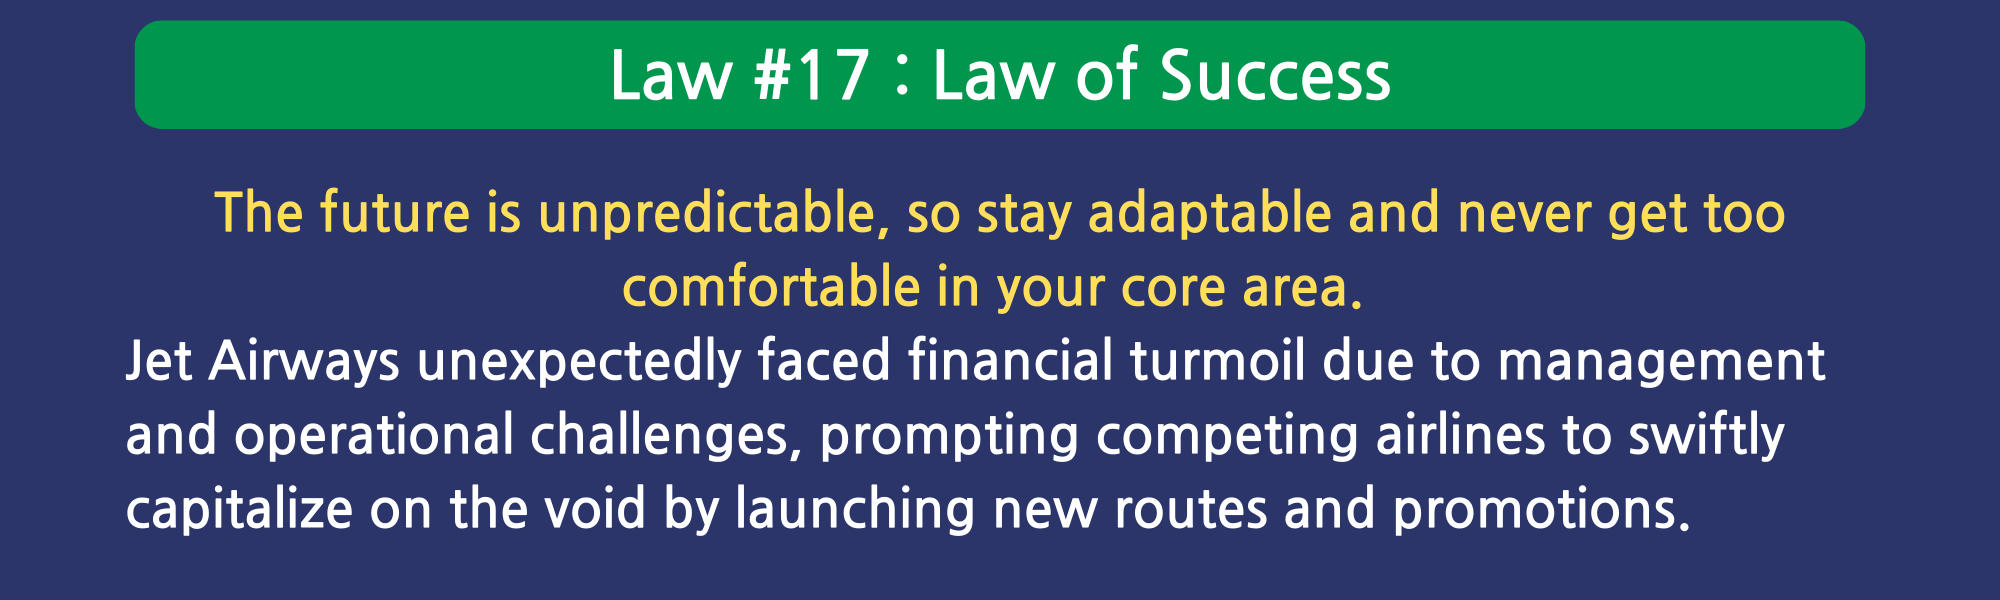 Law #17 : Law of Success
The future is unpredictable, so stay adaptable and never get too
comfortable in your core area.
Jet Airways unexpectedly faced financial turmoil due to management
and operational challenges, prompting competing airlines to swiftly
capitalize on the void by launching new routes and promotions.